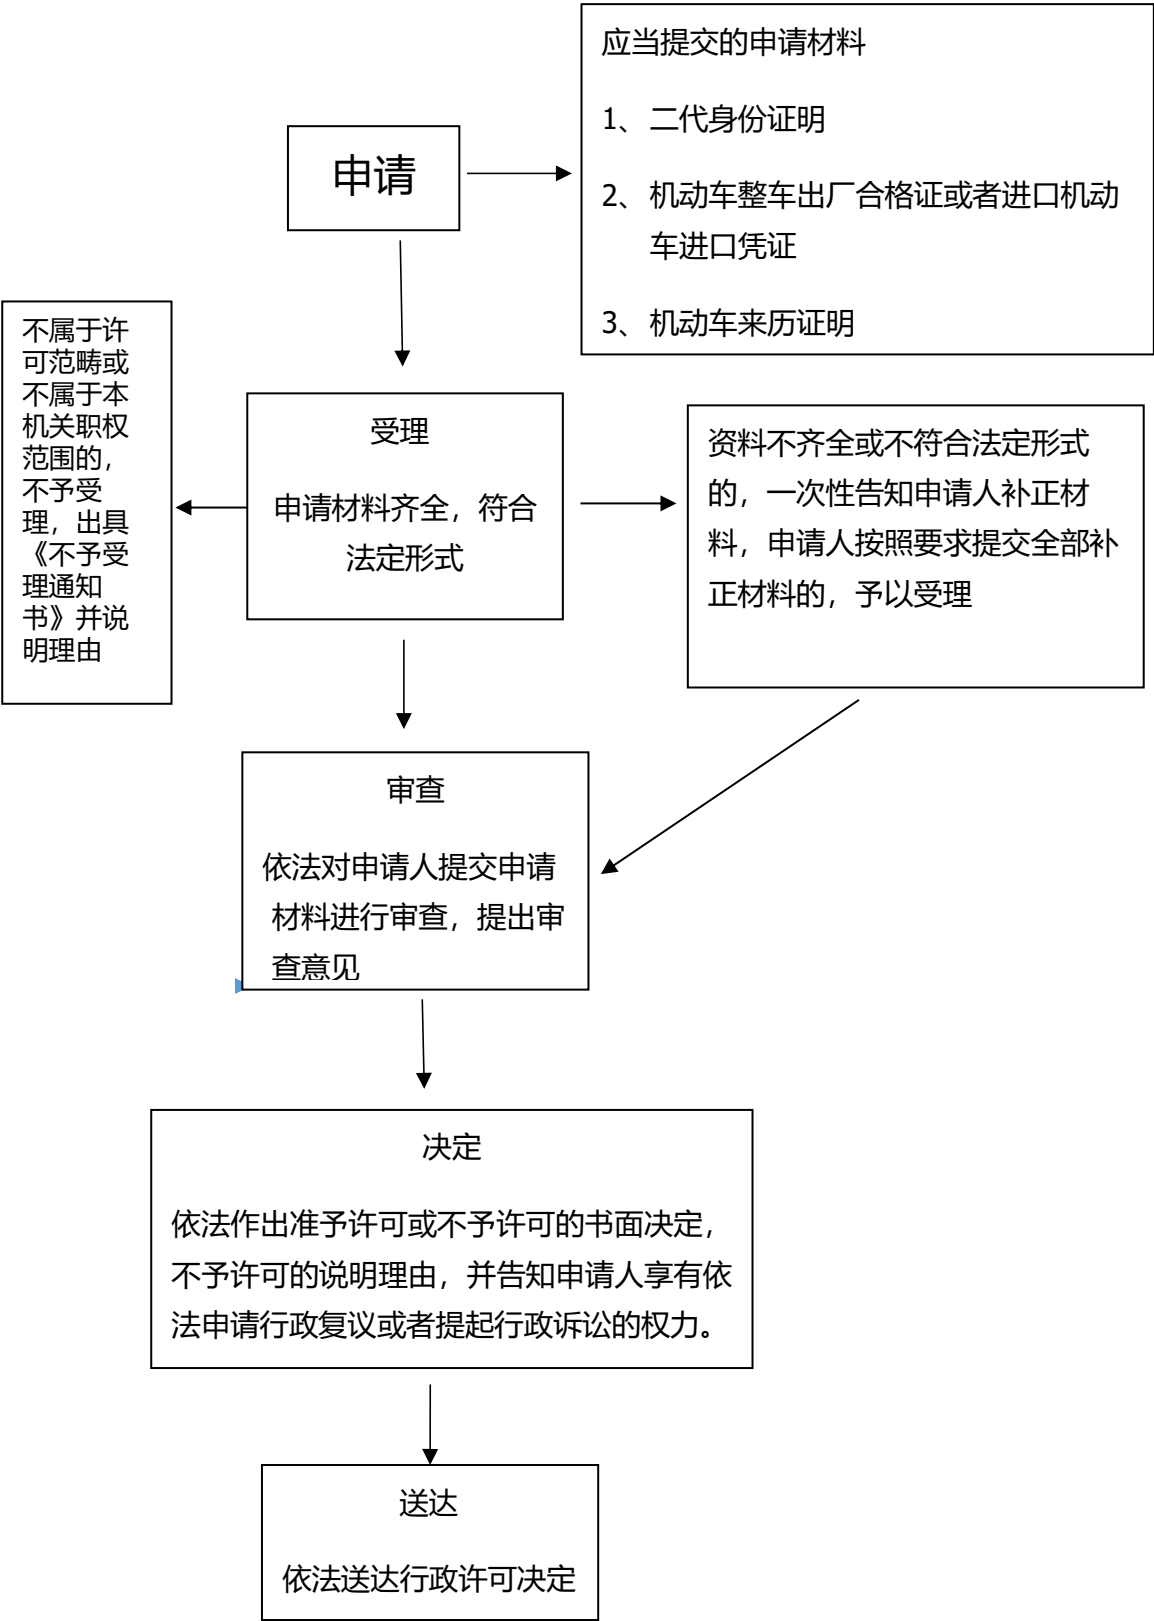 申请
应当提交的申请材料
1、 二代身份证明
2、 机动车整车出厂合格证或者进口机动
车进口凭证
3、 机动车来历证明
不属于许
可范畴或
不属于本
机关职权
范围的，
不予受
理，出具
《不予受
理通知
书》并说
明理由
受理
申请材料齐全，符合
法定形式
资料不齐全或不符合法定形式
的，一次性告知申请人补正材
料，申请人按照要求提交全部补
正材料的，予以受理
审查
依法对申请人提交申请
材料进行审查，提出审
查意见
决定
依法作出准予许可或不予许可的书面决定，
不予许可的说明理由，并告知申请人享有依
法申请行政复议或者提起行政诉讼的权力。
送达
依法送达行政许可决定